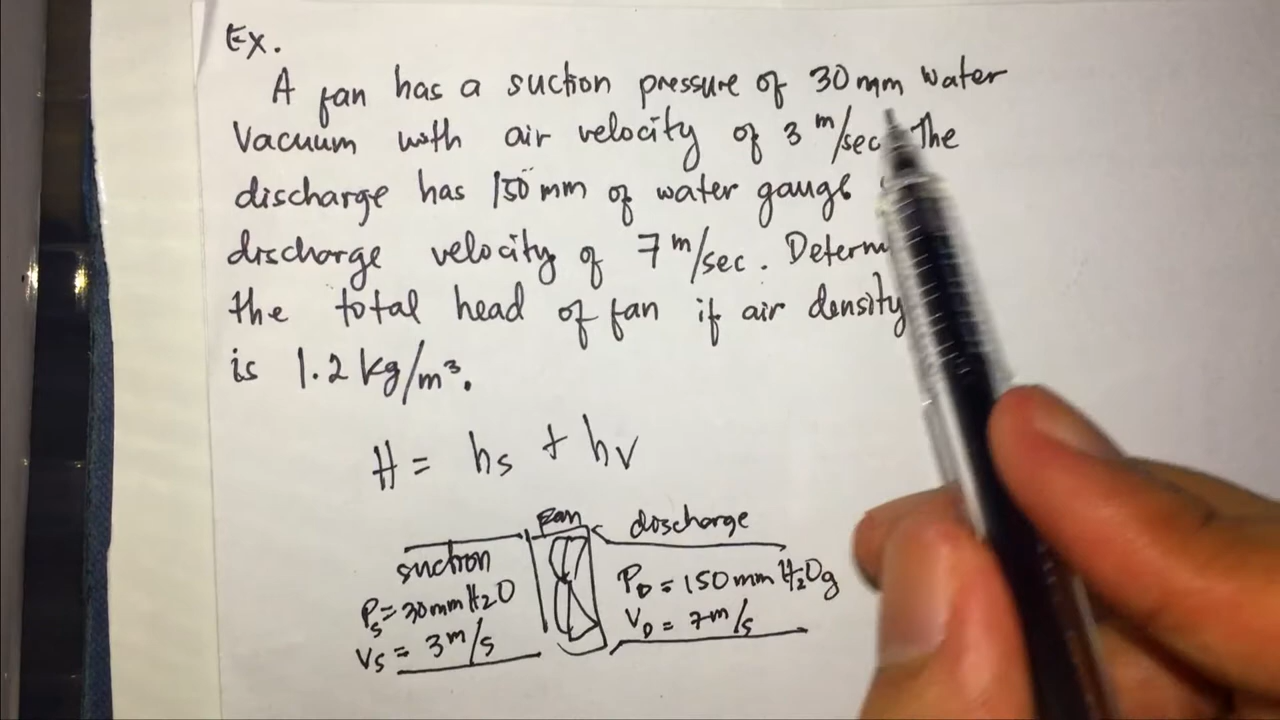 Ex.
A fan has a suction pressure of 30 mm water
Vacuum with air velocity of 3 m/sec. The
discharge has 150 mm of water gauge
discharge velocity of 7 m/sec. Determ
the total head of fan if air density
is 1.2 kg/m³.
H = hs + hv
Fan
suction
discharge
Ps = 30 mm H2O
Vs = 3 m/s
PD = 150 mm H2Og
VD = 7 m/s